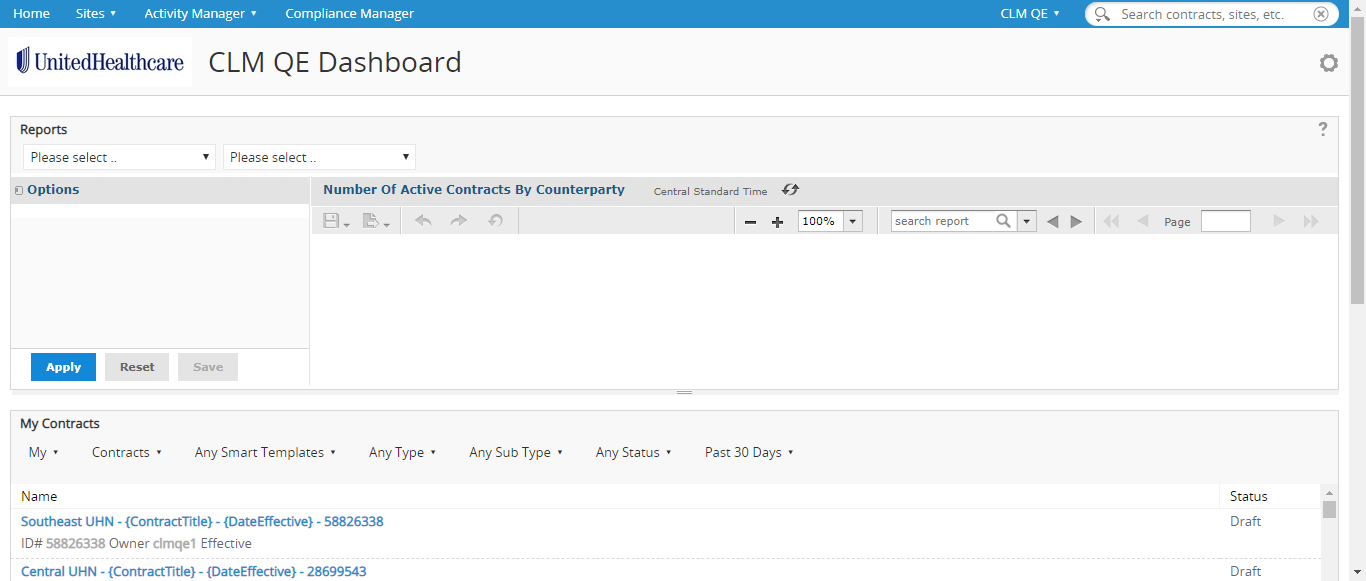 Home Sites Activity Manager Compliance Manager CLM QE Search contracts, sites, etc.
UnitedHealthcare CLM QE Dashboard
Reports ?
Please select .. Please select ..
Options Number Of Active Contracts By Counterparty Central Standard Time
100% search report Page
Apply Reset Save
My Contracts
My Contracts Any Smart Templates Any Type Any Sub Type Any Status Past 30 Days
Name Status
Southeast UHN - {ContractTitle} - {DateEffective} - 58826338 Draft
ID# 58826338 Owner clmqe1 Effective
Central UHN - {ContractTitle} - {DateEffective} - 28699543 Draft